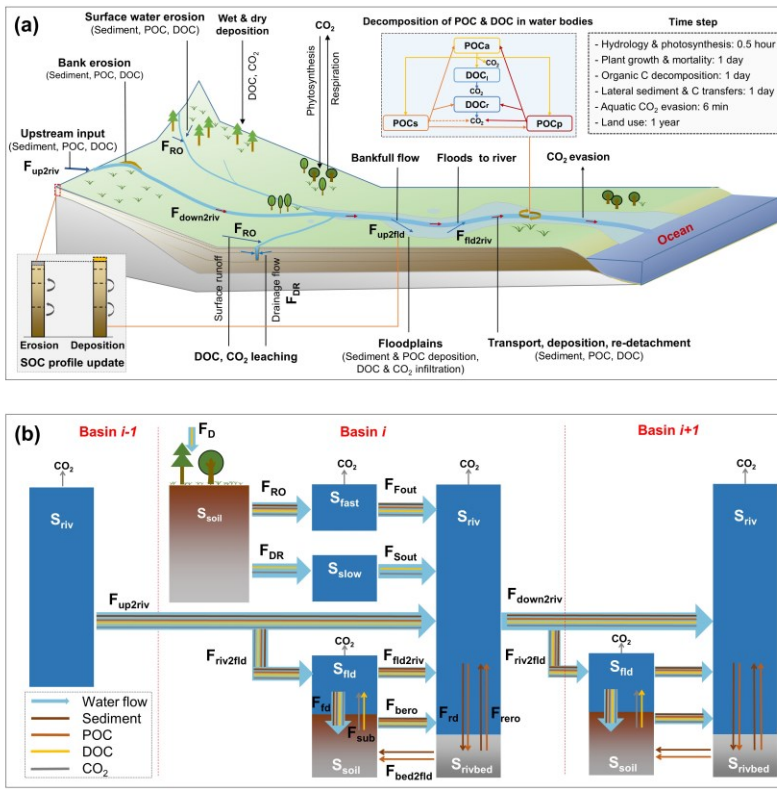 (a)
Surface water erosion
(Sediment, POC, DOC)
Wet & dry
deposition
CO2
Decomposition of POC & DOC in water bodies
Time step
- Hydrology & photosynthesis: 0.5 hour
- Plant growth & mortality: 1 day
- Organic C decomposition: 1 day
- Lateral sediment & C transfers: 1 day
- Aquatic CO2 evasion: 6 min
- Land use: 1 year
POCa
CO2
DOCl
CO2
DOCr
CO2
POCs
POCp
Bank erosion
(Sediment, POC, DOC)
DOC, CO2
Photosynthesis
Respiration
Upstream input
(Sediment, POC, DOC)
Fup2riv
FRO
Bankfull flow
Floods to river
CO2 evasion
Fdown2riv
FRO
Fup2fld
Ffld2riv
Ocean
Surface runoff
Drainage flow
FDR
Erosion
Deposition
SOC profile update
DOC, CO2 leaching
Floodplains
(Sediment & POC deposition,
DOC & CO2 infiltration)
Transport, deposition, re-detachment
(Sediment, POC, DOC)
(b)
Basin i-1
Basin i
Basin i+1
FD
CO2
CO2
CO2
CO2
Sriv
Ssoil
FRO
Sfast
FFout
Sriv
Sriv
FDR
Sslow
FSout
Fup2riv
Fdown2riv
Friv2fld
CO2
Sfld
Ffld2riv
Friv2fld
CO2
Sfld
Ffd
Fsub
Fbero
Frd
Frero
Ssoil
Fbed2fld
Srivbed
Ssoil
Srivbed
Water flow
Sediment
POC
DOC
CO2